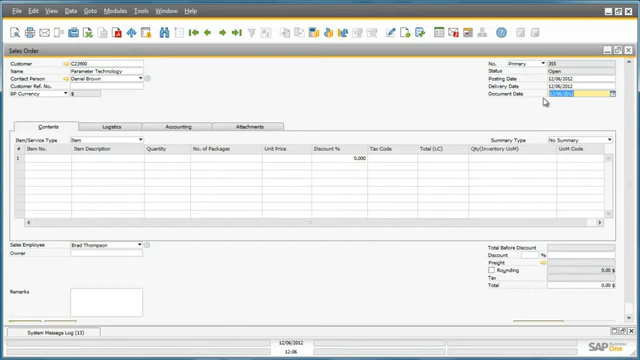 File Edit View Data Goto Modules Tools Window Help
Sales Order
Customer C23900 No. Primary 355
Name Parameter Technology Status Open
Contact Person Daniel Brown Posting Date 12/06/2012
Customer Ref. No. Delivery Date 12/06/2012
BP Currency $ Document Date 12/06/2012
Contents Logistics Accounting Attachments
Item/Service Type Item Summary Type No Summary
# Item No. Item Description Quantity No. of Packages Unit Price Discount % Tax Code Total (LC) Qty(Inventory UoM) UoM Code
1 0.000
Sales Employee Brad Thompson Total Before Discount
Owner Discount %
Freight
Rounding 0.00 $
Tax
Remarks Total 0.00 $
System Message Log (13)
12/06/2012
12:06
SAP Business One